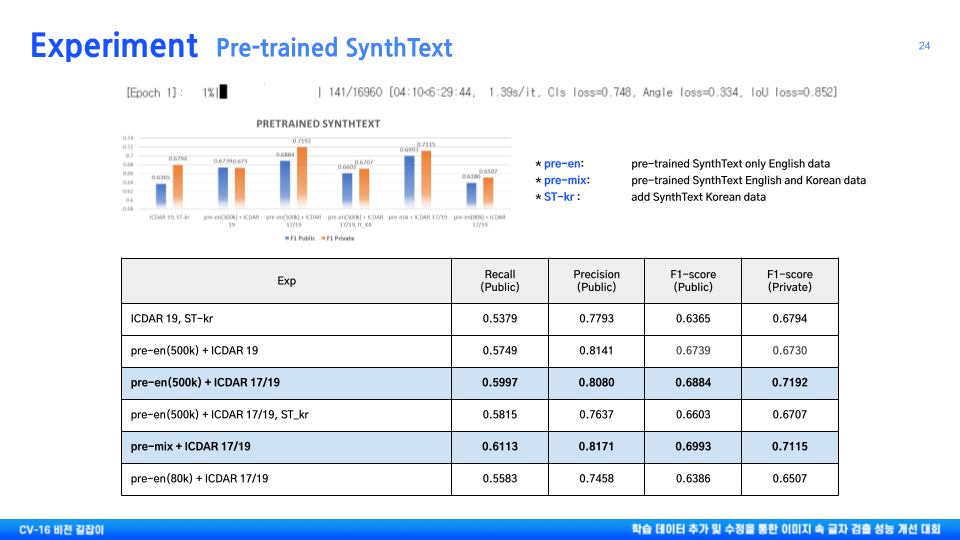 Experiment Pre-trained SynthText
24
[Epoch 1]: 1%| | 141/16960 [04:10<6:29:44, 1.39s/it, Cls loss=0.748, Angle loss=0.334, IoU loss=0.852]
PRETRAINED SYNTHTEXT
0.74
0.72
0.7
0.68
0.66
0.64
0.62
0.6
0.58
0.6365 0.6794 0.6739 0.673 0.6884 0.7192 0.6603 0.6707 0.6993 0.7115 0.6386 0.6507
ICDAR 19, ST-kr pre-en(500k) + ICDAR 19 pre-en(500k) + ICDAR 17/19 pre-en(500k) + ICDAR 17/19, ft_KR pre-mix + ICDAR 17/19 pre-en(80k) + ICDAR 17/19
F1 Public F1 Private
* pre-en: pre-trained SynthText only English data
* pre-mix: pre-trained SynthText English and Korean data
* ST-kr : add SynthText Korean data
Exp Recall (Public) Precision (Public) F1-score (Public) F1-score (Private)
ICDAR 19, ST-kr 0.5379 0.7793 0.6365 0.6794
pre-en(500k) + ICDAR 19 0.5749 0.8141 0.6739 0.6730
pre-en(500k) + ICDAR 17/19 0.5997 0.8080 0.6884 0.7192
pre-en(500k) + ICDAR 17/19, ST_kr 0.5815 0.7637 0.6603 0.6707
pre-mix + ICDAR 17/19 0.6113 0.8171 0.6993 0.7115
pre-en(80k) + ICDAR 17/19 0.5583 0.7458 0.6386 0.6507
CV-16 비전 길잡이
학습 데이터 추가 및 수정을 통한 이미지 속 글자 검출 성능 개선 대회